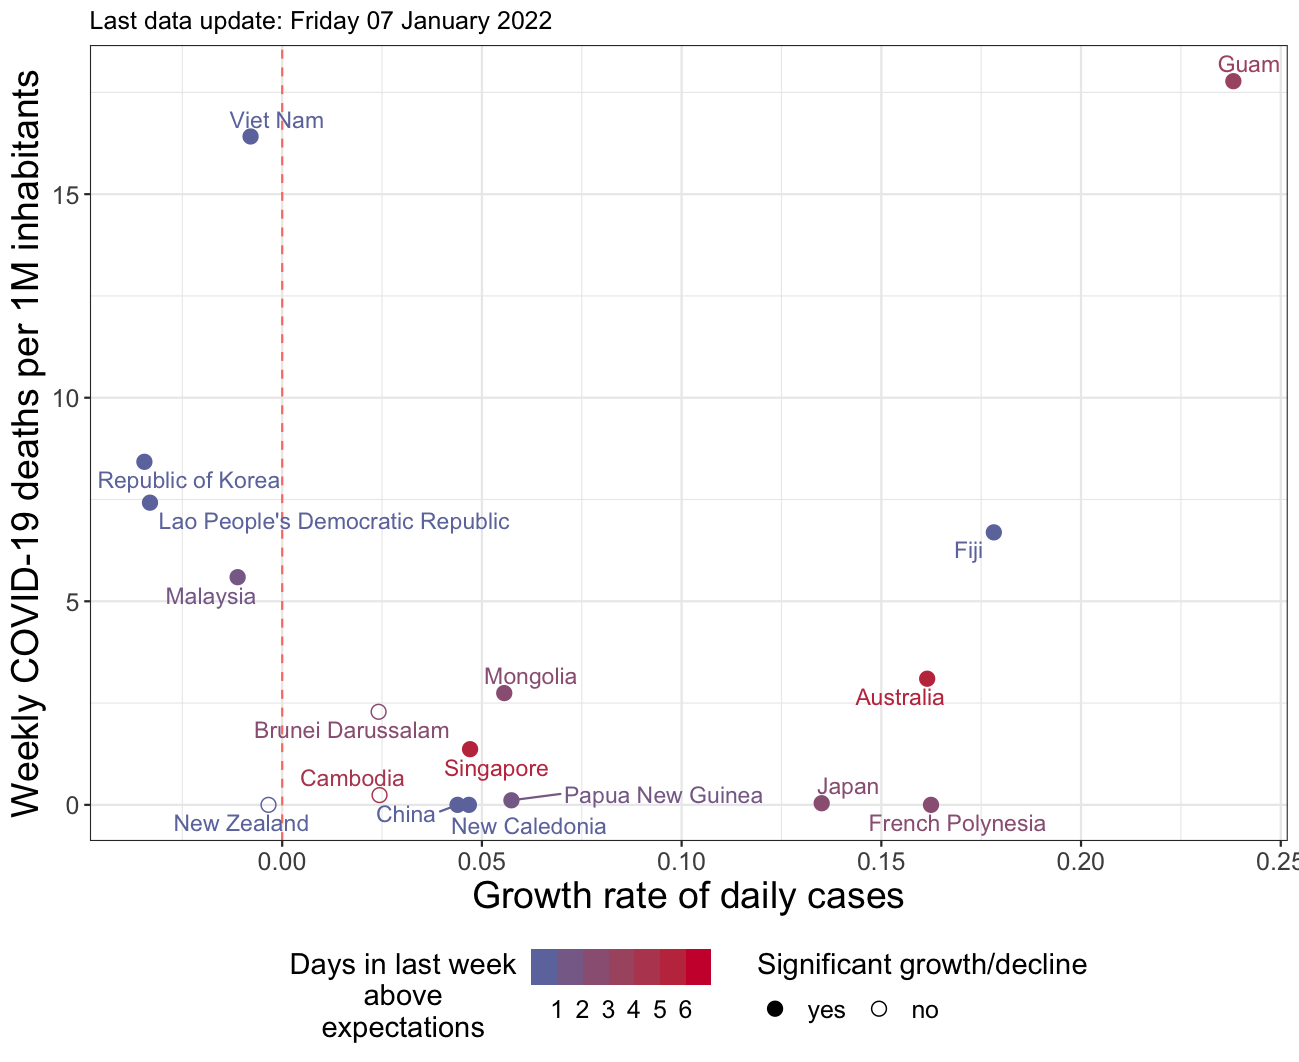 Last data update: Friday 07 January 2022
Weekly COVID-19 deaths per 1M inhabitants
15
10
5
0
Guam
Viet Nam
Republic of Korea
Lao People's Democratic Republic
Fiji
Malaysia
Mongolia
Australia
Brunei Darussalam
Singapore
Cambodia
Japan
Papua New Guinea
China
New Zealand
New Caledonia
French Polynesia
0.00 0.05 0.10 0.15 0.20 0.25
Growth rate of daily cases
Days in last week
above
expectations
1 2 3 4 5 6
Significant growth/decline
yes no